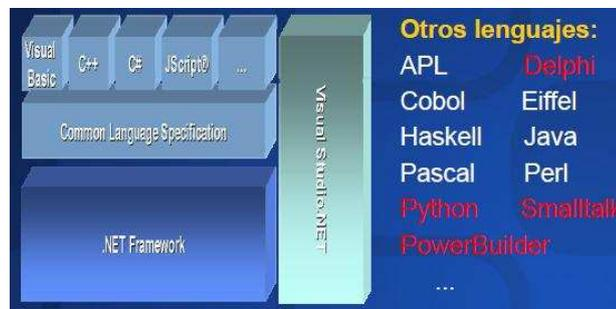 Visual Basic
C++
C#
JScript®
...
Common Language Specification
.NET Framework
Visual Studio.NET
Otros lenguajes:
APL Delphi
Cobol Eiffel
Haskell Java
Pascal Perl
Python Smalltalk
PowerBuilder
...